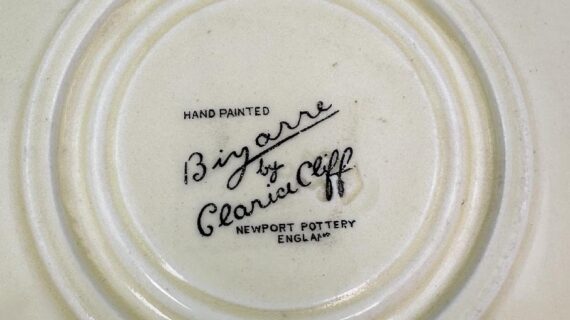 HAND PAINTED
Bizarre
by
Clarice Cliff
NEWPORT POTTERY
ENGLAND